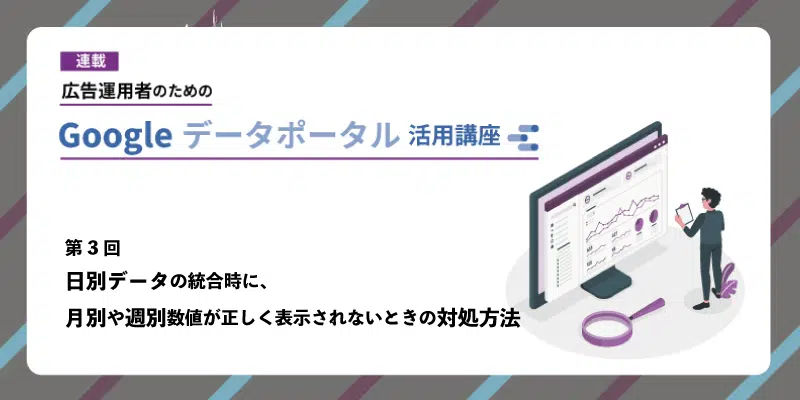 連載
広告運用者のための
Google データポータル 活用講座
第3回
日別データの統合時に、
月別や週別数値が正しく表示されないときの対処方法